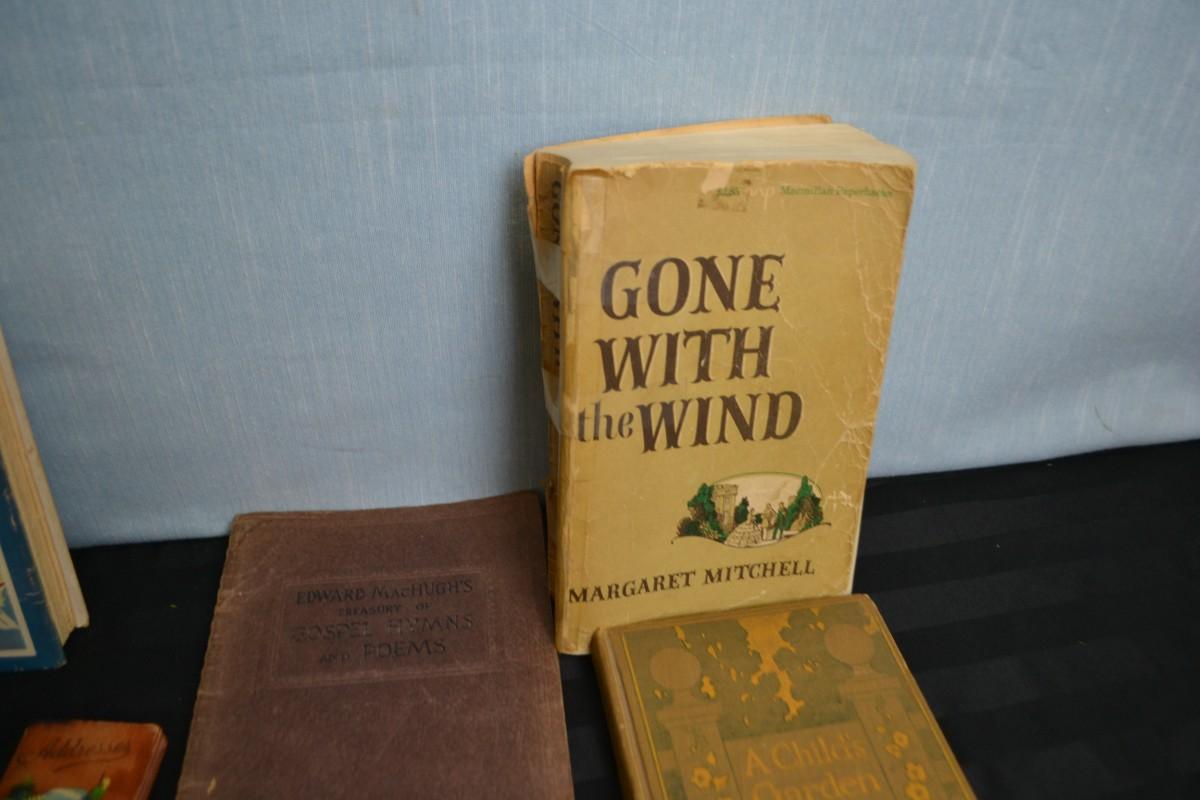 Macmillan Paperbacks
GONE
WITH
the WIND
MARGARET MITCHELL
EDWARD MACHUGH'S
TREASURY OF
GOSPEL HYMNS
AND POEMS
A Child's
Garden
Addresses